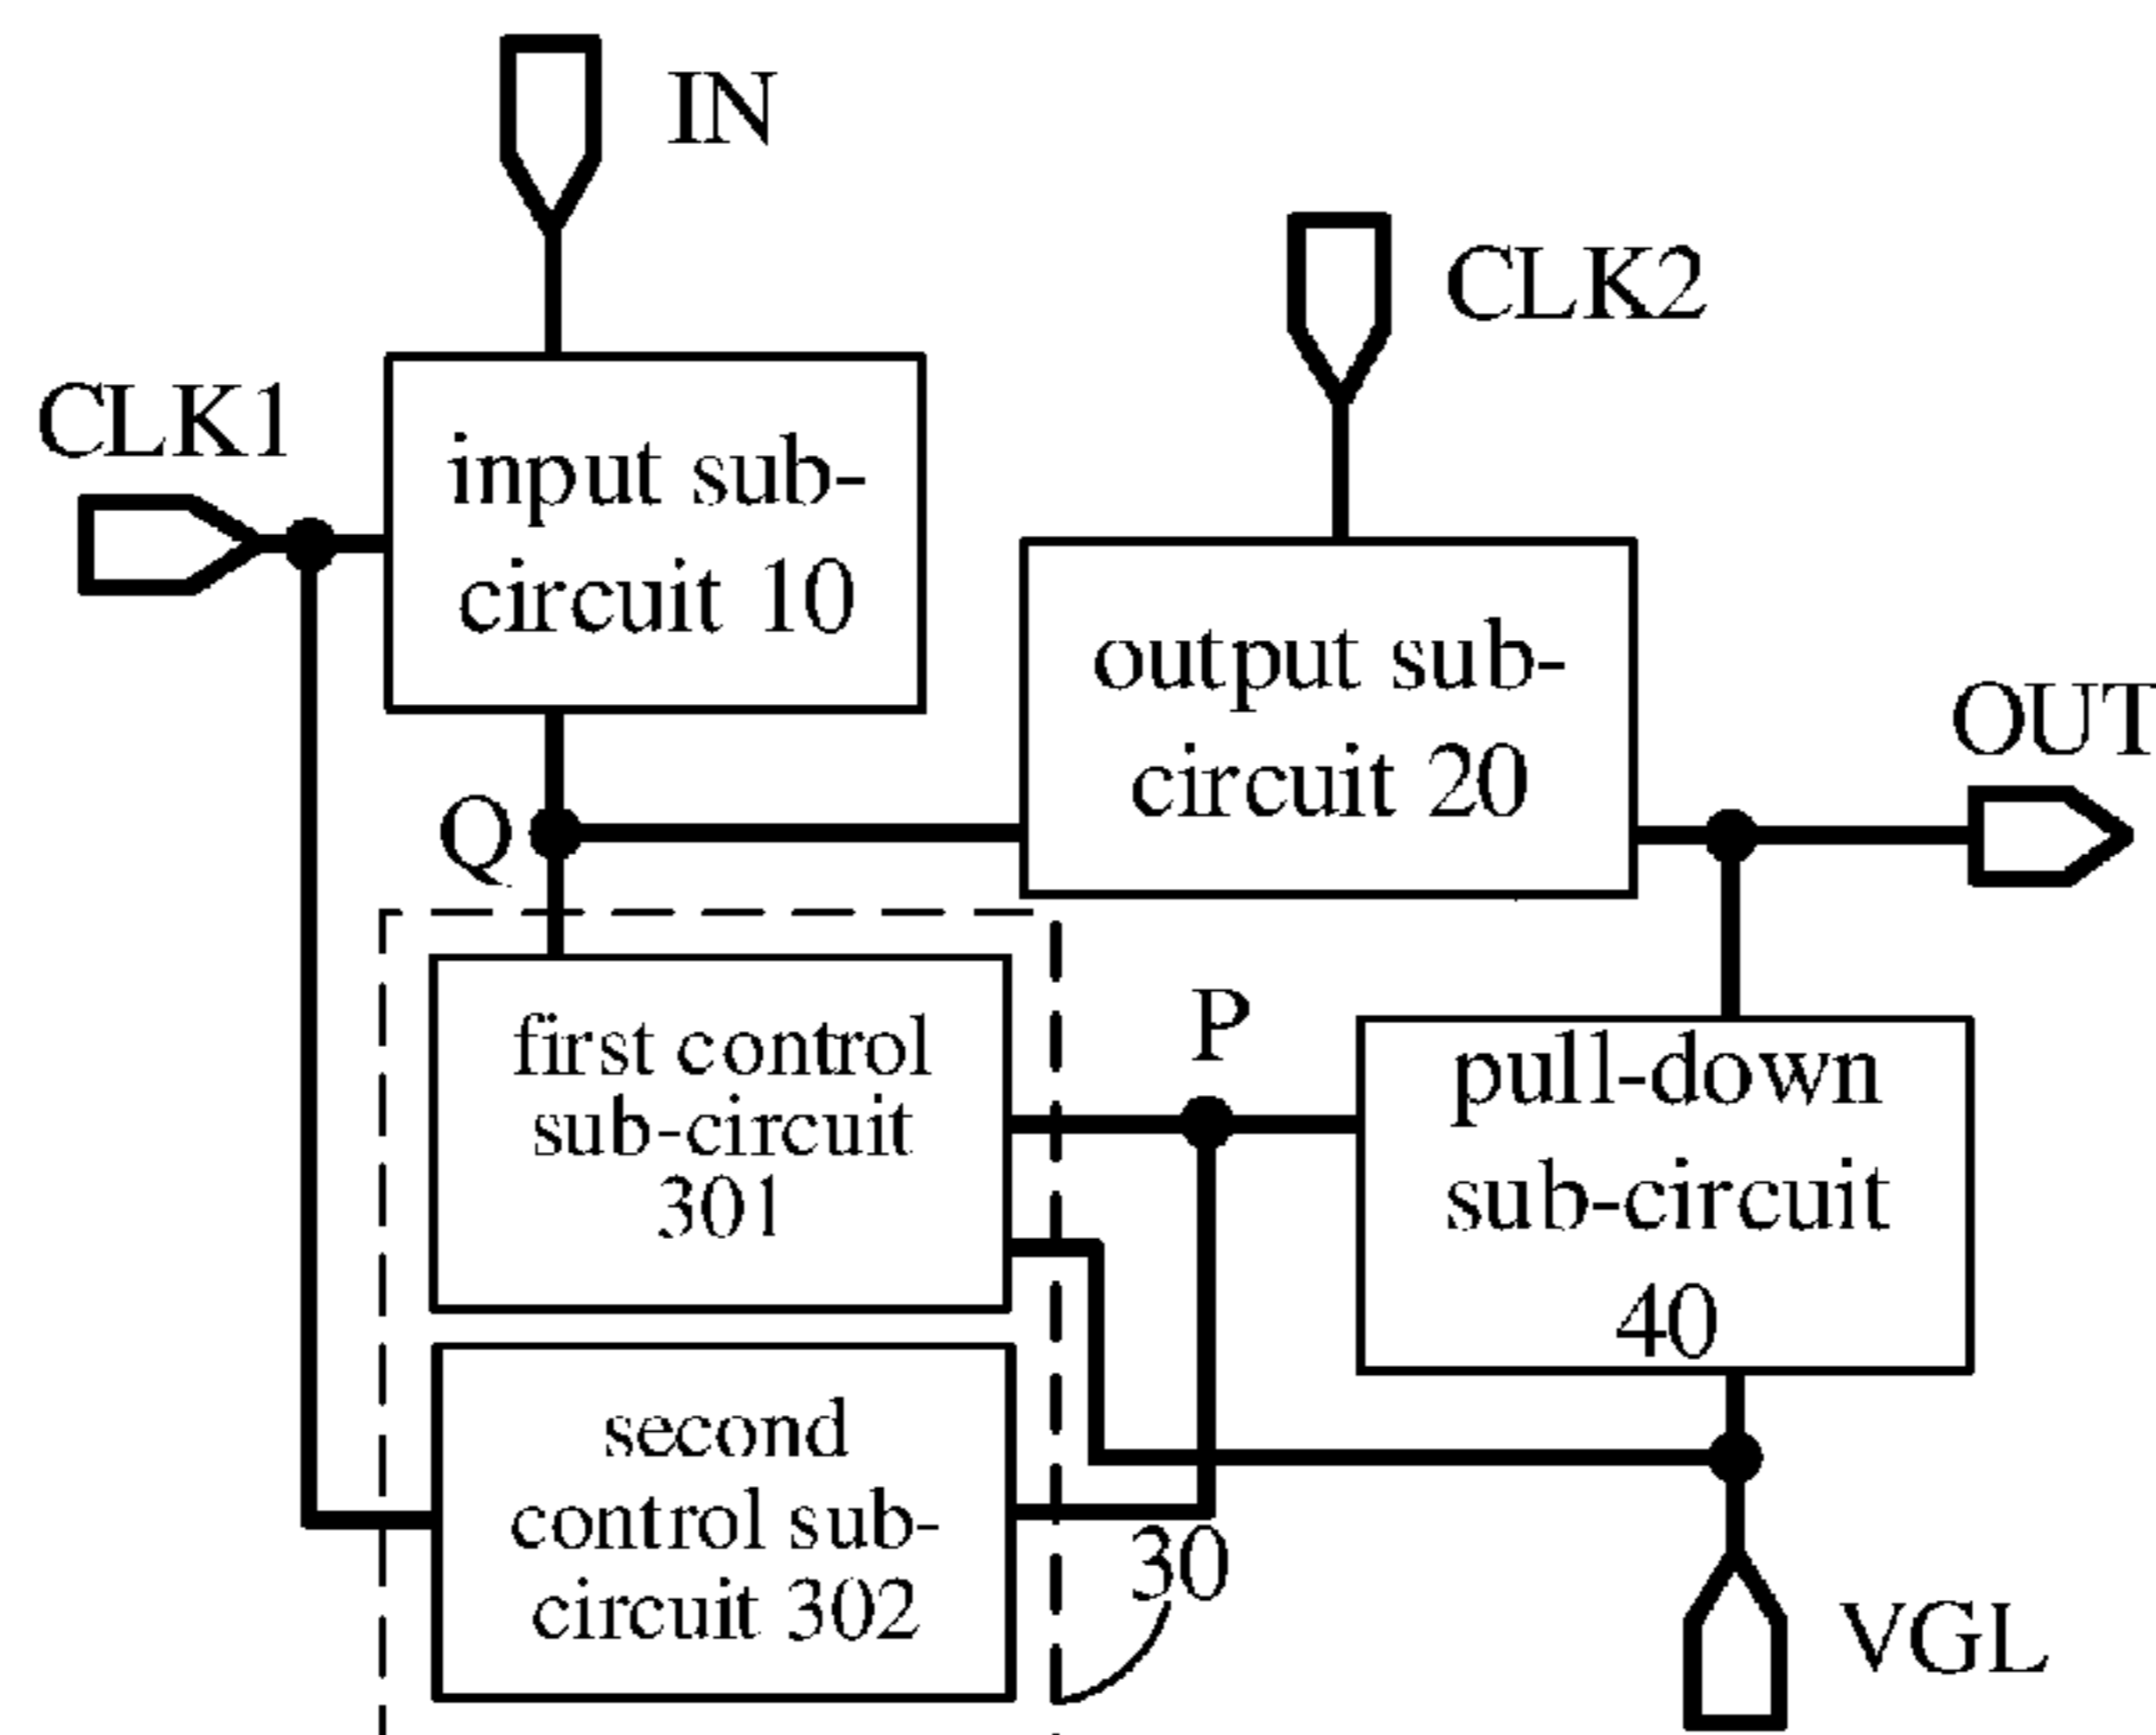 IN
CLK2
CLK1
input sub-
circuit 10
output sub-
circuit 20
OUT
Q
first control
sub-circuit
301
P
pull-down
sub-circuit
40
second
control sub-
circuit 302
30
VGL